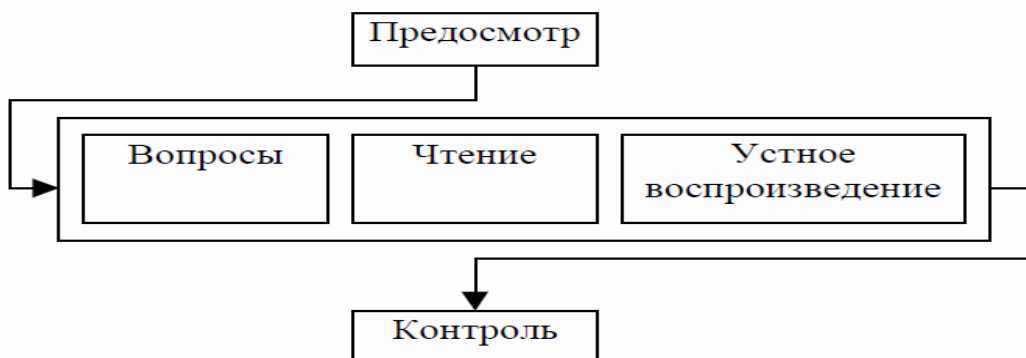 Предосмотр
Вопросы
Чтение
Устное
воспроизведение
Контроль